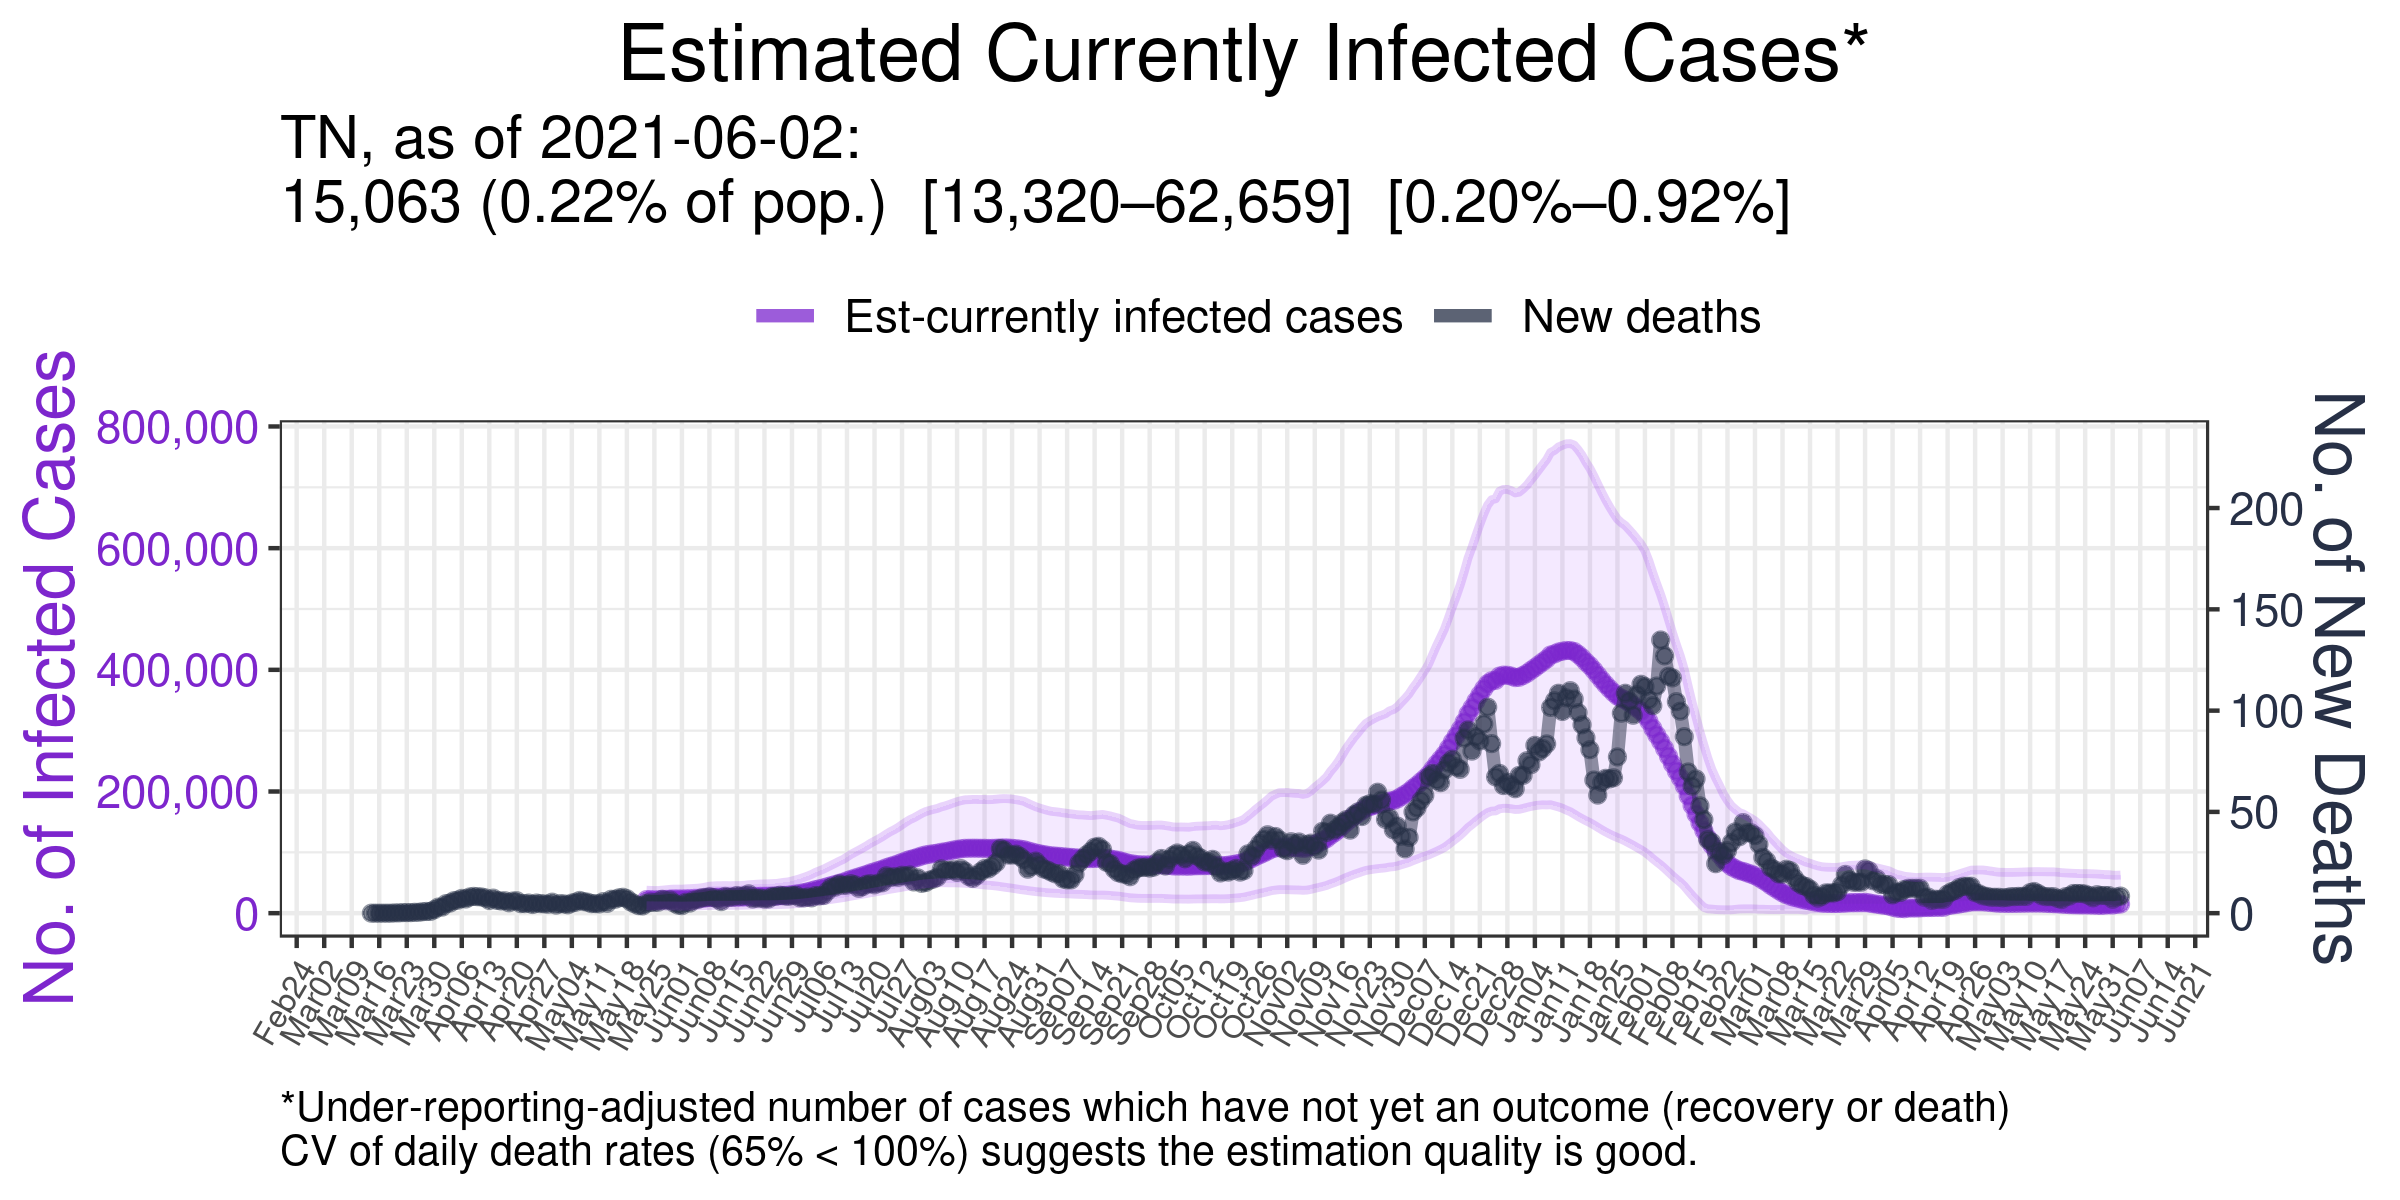 Estimated Currently Infected Cases*
TN, as of 2021-06-02:
15,063 (0.22% of pop.)  [13,320–62,659]  [0.20%–0.92%]
Est-currently infected cases
New deaths
No. of Infected Cases
800,000
600,000
400,000
200,000
0
200
150
100
50
0
No. of New Deaths
Feb24
Mar02
Mar09
Mar16
Mar23
Mar30
Apr06
Apr13
Apr20
Apr27
May04
May11
May18
May25
Jun01
Jun08
Jun15
Jun22
Jun29
Jul06
Jul13
Jul20
Jul27
Aug03
Aug10
Aug17
Aug24
Aug31
Sep07
Sep14
Sep21
Sep28
Oct05
Oct12
Oct19
Oct26
Nov02
Nov09
Nov16
Nov23
Nov30
Dec07
Dec14
Dec21
Dec28
Jan04
Jan11
Jan18
Jan25
Feb01
Feb08
Feb15
Feb22
Mar01
Mar08
Mar15
Mar22
Mar29
Apr05
Apr12
Apr19
Apr26
May03
May10
May17
May24
May31
Jun07
Jun14
Jun21
*Under-reporting-adjusted number of cases which have not yet an outcome (recovery or death)
CV of daily death rates (65% < 100%) suggests the estimation quality is good.